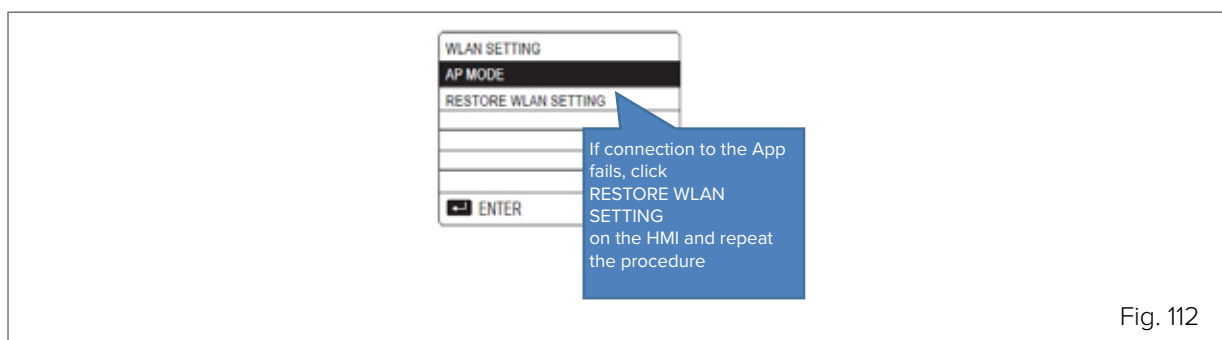 WLAN SETTING
AP MODE
RESTORE WLAN SETTING
If connection to the App
fails, click
RESTORE WLAN
SETTING
on the HMI and repeat
the procedure
ENTER
Fig. 112